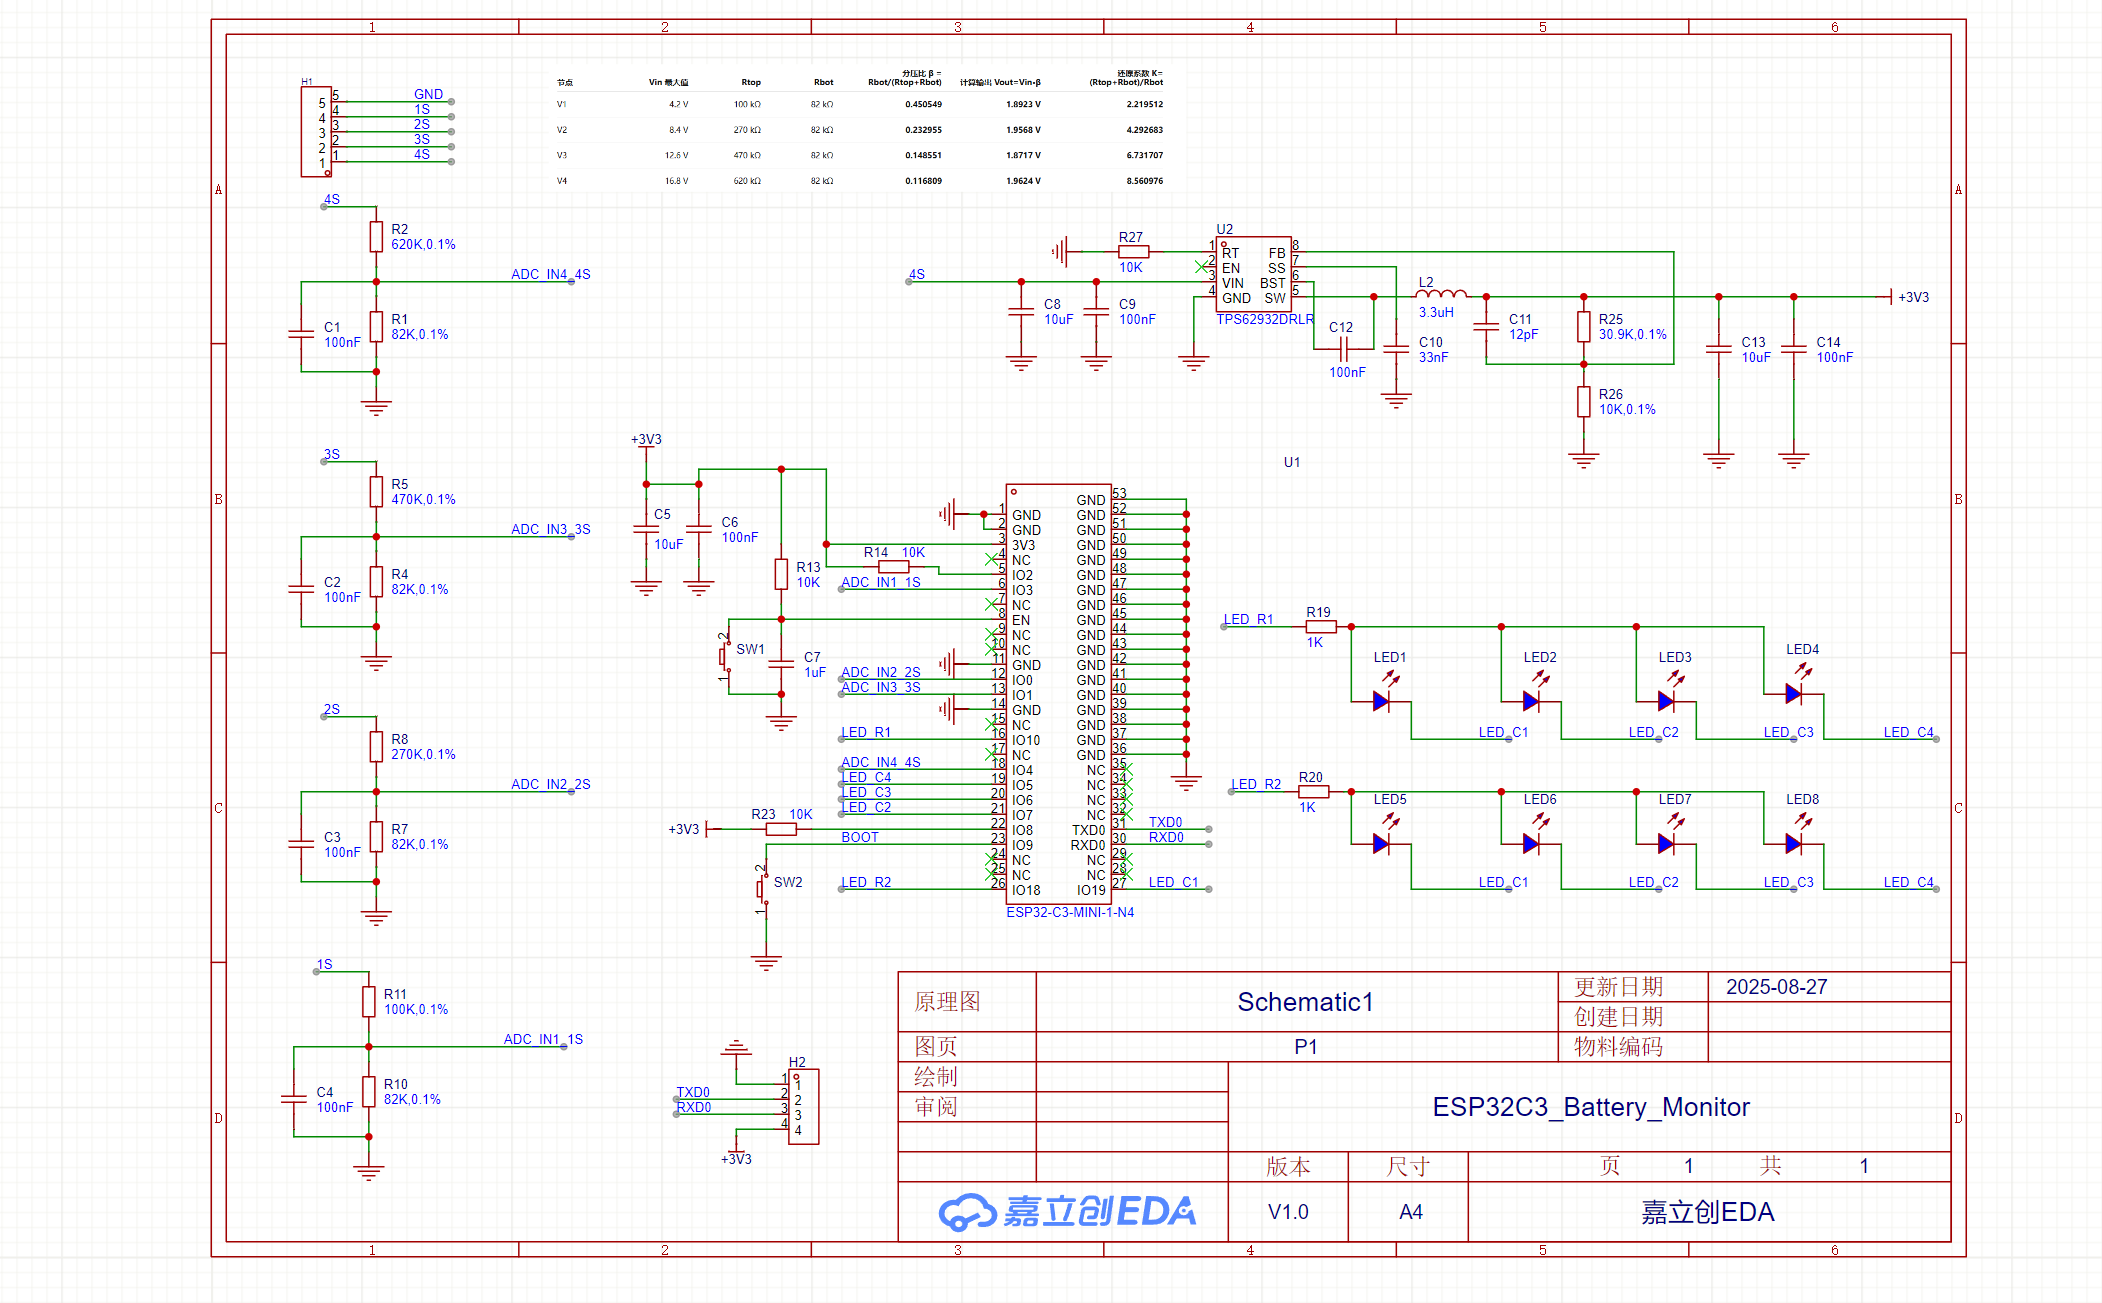 1 2 3 4 5 6
H1
5 5 GND
4 4 1S
3 3 2S
2 2 3S
1 1 4S
节点 Vin 最大值 Rtop Rbot 分压比 β = Rbot/(Rtop+Rbot) 计算输出 Vout=Vin·β 还原系数 K= (Rtop+Rbot)/Rbot
V1 4.2 V 100 kΩ 82 kΩ 0.450549 1.8923 V 2.219512
V2 8.4 V 270 kΩ 82 kΩ 0.232955 1.9568 V 4.292683
V3 12.6 V 470 kΩ 82 kΩ 0.148551 1.8717 V 6.731707
V4 16.8 V 620 kΩ 82 kΩ 0.116809 1.9624 V 8.560976
A A
4S
R2
620K,0.1%
ADC_IN4_4S
C1
100nF
R1
82K,0.1%
4S
C8
10uF
C9
100nF
R27
10K
U2
1 RT FB 8
2 EN SS 7
3 VIN BST 6
4 GND SW 5
TPS62932DRLR
C12
100nF
C10
33nF
L2
3.3uH
C11
12pF
R25
30.9K,0.1%
R26
10K,0.1%
C13
10uF
C14
100nF
+3V3
B B
3S
R5
470K,0.1%
ADC_IN3_3S
C2
100nF
R4
82K,0.1%
+3V3
C5
10uF
C6
100nF
R13
10K
R14 10K
ADC_IN1_1S
SW1
2
1
C7
1uF
ADC_IN2_2S
ADC_IN3_3S
LED_R1
ADC_IN4_4S
LED_C4
LED_C3
LED_C2
+3V3
R23 10K
BOOT
SW2
2
1
LED_R2
U1
GND 53
1 GND GND 52
2 GND GND 51
3 3V3 GND 50
4 NC GND 49
5 IO2 GND 48
6 IO3 GND 47
7 NC GND 46
8 EN GND 45
9 NC GND 44
10 NC GND 43
11 GND GND 42
12 IO0 GND 41
13 IO1 GND 40
14 GND GND 39
15 NC GND 38
16 IO10 GND 37
17 NC GND 36
18 IO4 NC 35
19 IO5 NC 34
20 IO6 NC 33
21 IO7 NC 32
22 IO8 TXD0 31 TXD0
23 IO9 RXD0 30 RXD0
24 NC NC 29
25 NC NC 28
26 IO18 IO19 27 LED_C1
ESP32-C3-MINI-1-N4
LED_R1
R19
1K
LED1 LED2 LED3 LED4
LED_C1 LED_C2 LED_C3 LED_C4
LED_R2
R20
1K
LED5 LED6 LED7 LED8
LED_C1 LED_C2 LED_C3 LED_C4
C C
2S
R8
270K,0.1%
ADC_IN2_2S
C3
100nF
R7
82K,0.1%
D D
1S
R11
100K,0.1%
ADC_IN1_1S
C4
100nF
R10
82K,0.1%
H2
1 1
TXD0 2 2
RXD0 3 3
4 4
+3V3
原理图 Schematic1 更新日期 2025-08-27
创建日期
图页 P1 物料编码
绘制
审阅
ESP32C3_Battery_Monitor
版本 尺寸 页 1 共 1
嘉立创EDA V1.0 A4 嘉立创EDA
1 2 3 4 5 6